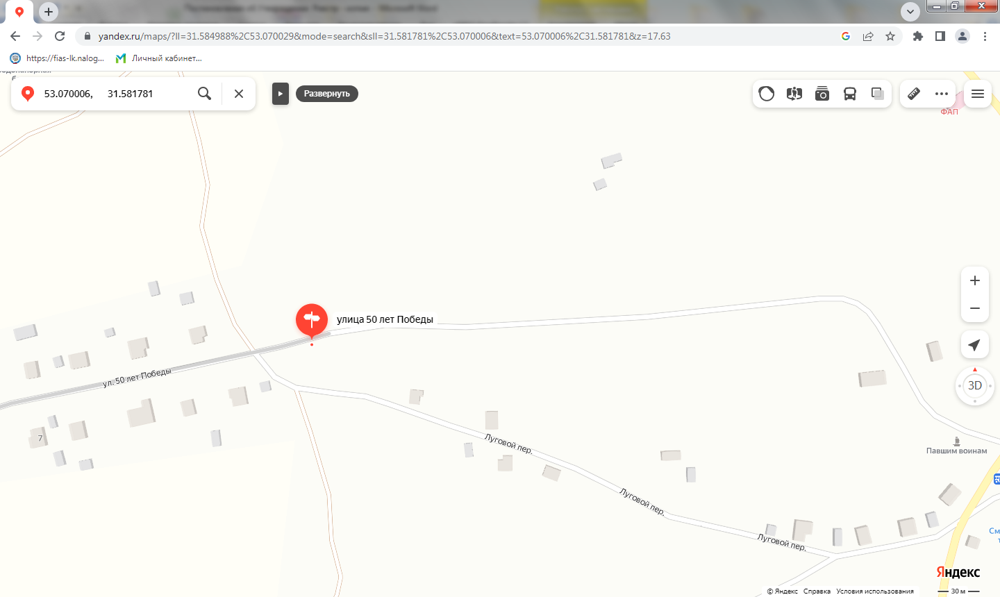 yandex.ru/maps/?ll=31.584988%2C53.070029&mode=search&sll=31.581781%2C53.070006&text=53.070006%2C31.581781&z=17.63
https://fias-lk.nalog...
Личный кабинет...
53.070006, 31.581781
Развернуть
ФАП
улица 50 лет Победы
ул. 50 лет Победы
3D
7
Луговой пер.
Павшим воинам
Луговой пер.
Луговой пер.
Яндекс
© Яндекс Справка Условия использования
30 м